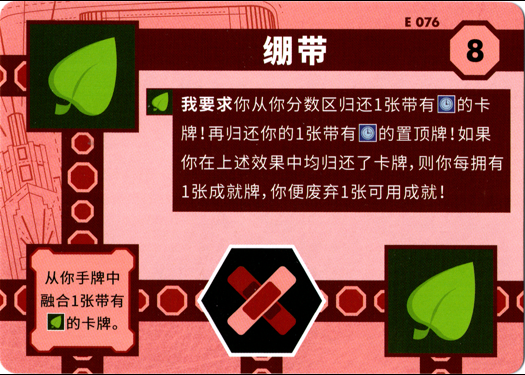 E 076
绷带
8
我要求你从你分数区归还1张带有的卡
牌！再归还你的1张带有的置顶牌！如果
你在上述效果中均归还了卡牌，则你每拥有
1张成就牌，你便废弃1张可用成就！
从你手牌中
融合1张带有
的卡牌。